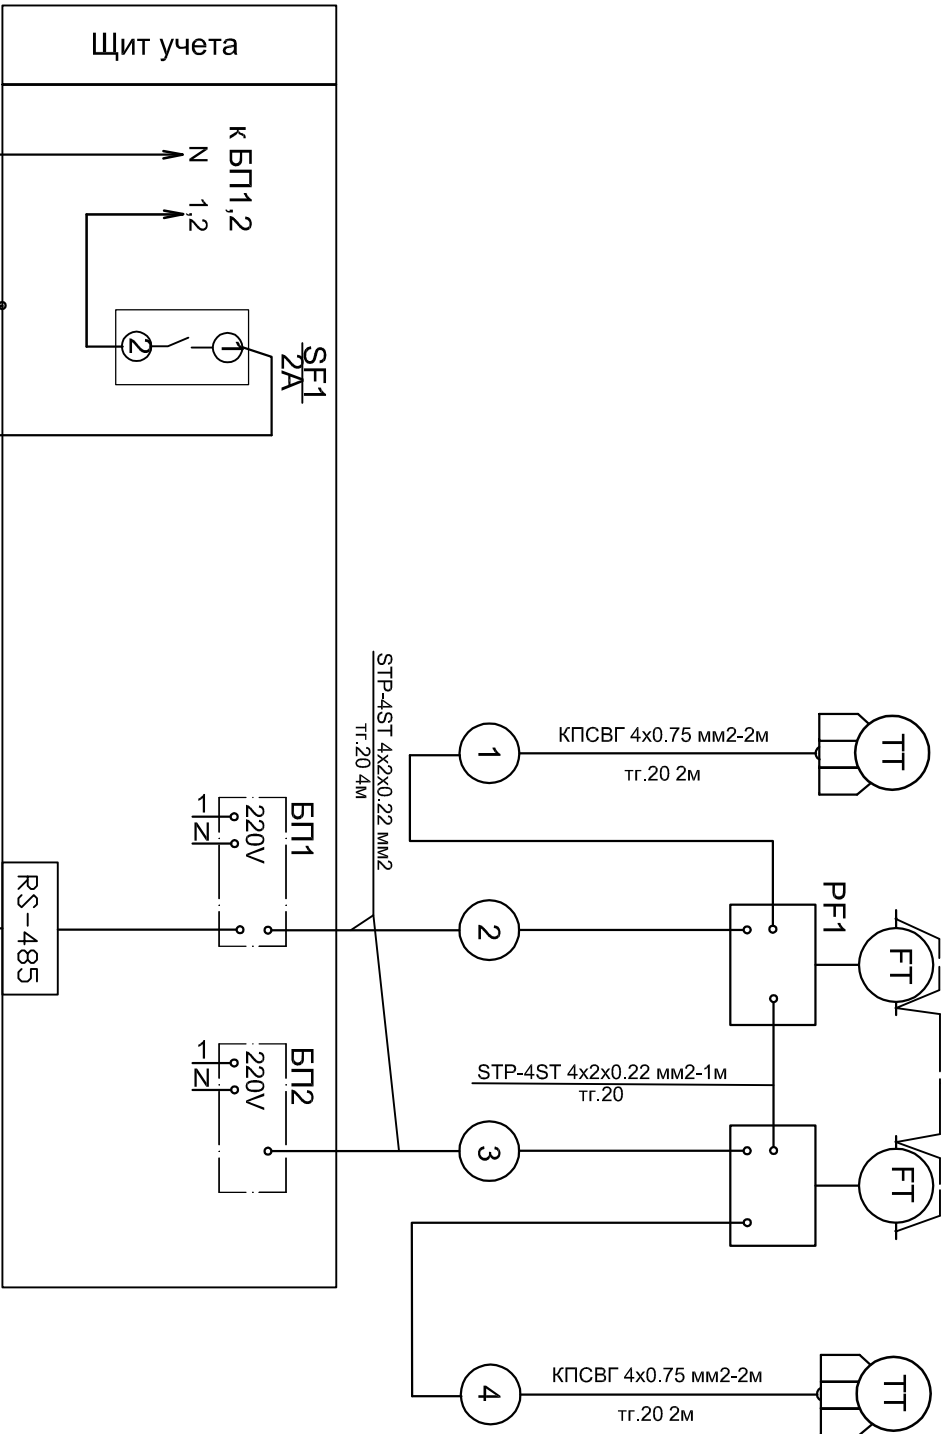 Щит учета
к БП1,2
N
1,2
SF1
2A
2
1
STP-4ST 4x2x0.22 мм2
тг.20 4м
1
КПСВГ 4x0.75 мм2-2м
тг.20 2м
TT
БП1
220V
1
N
RS-485
2
PF1
FT
STP-4ST 4x2x0.22 мм2-1м
тг.20
БП2
220V
1
N
3
FT
4
КПСВГ 4x0.75 мм2-2м
тг.20 2м
TT